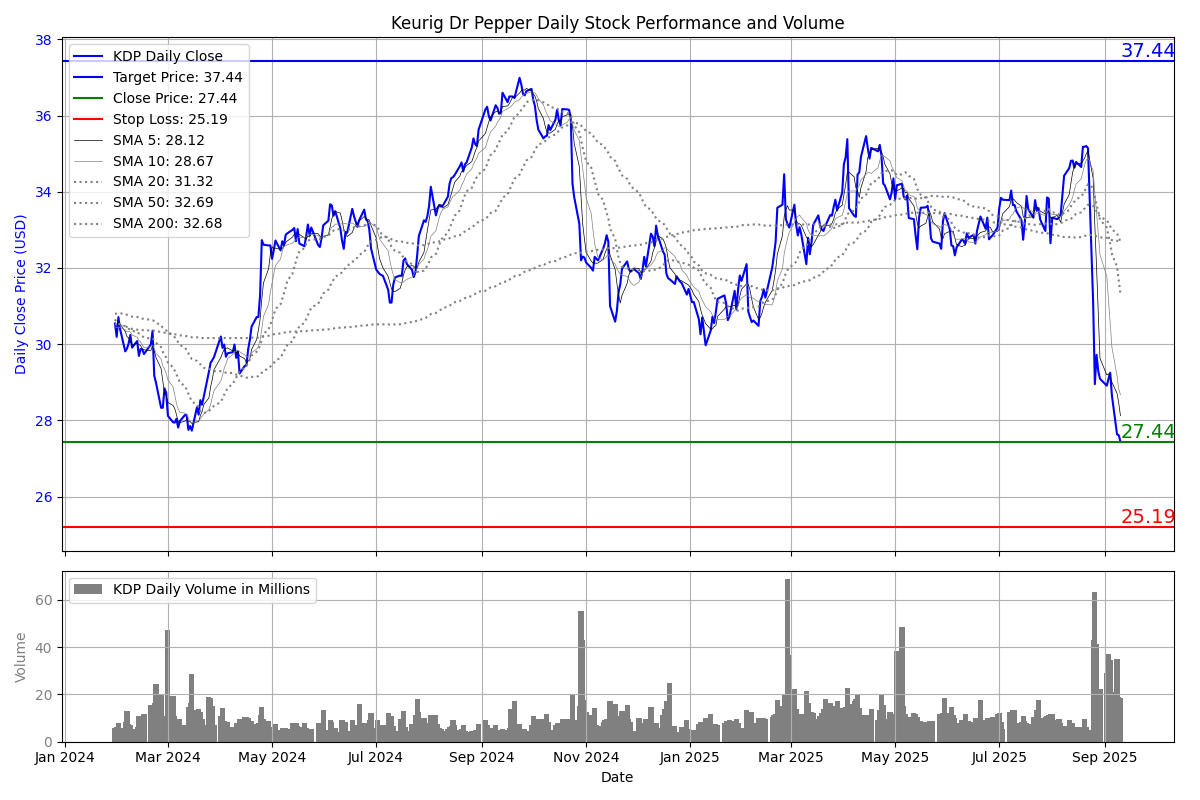 Keurig Dr Pepper Daily Stock Performance and Volume
Daily Close Price (USD)
38
36
34
32
30
28
26
KDP Daily Close
Target Price: 37.44
Close Price: 27.44
Stop Loss: 25.19
SMA 5: 28.12
SMA 10: 28.67
SMA 20: 31.32
SMA 50: 32.69
SMA 200: 32.68
37.44
27.44
25.19
Volume
60
40
20
0
KDP Daily Volume in Millions
Jan 2024 Mar 2024 May 2024 Jul 2024 Sep 2024 Nov 2024 Jan 2025 Mar 2025 May 2025 Jul 2025 Sep 2025
Date